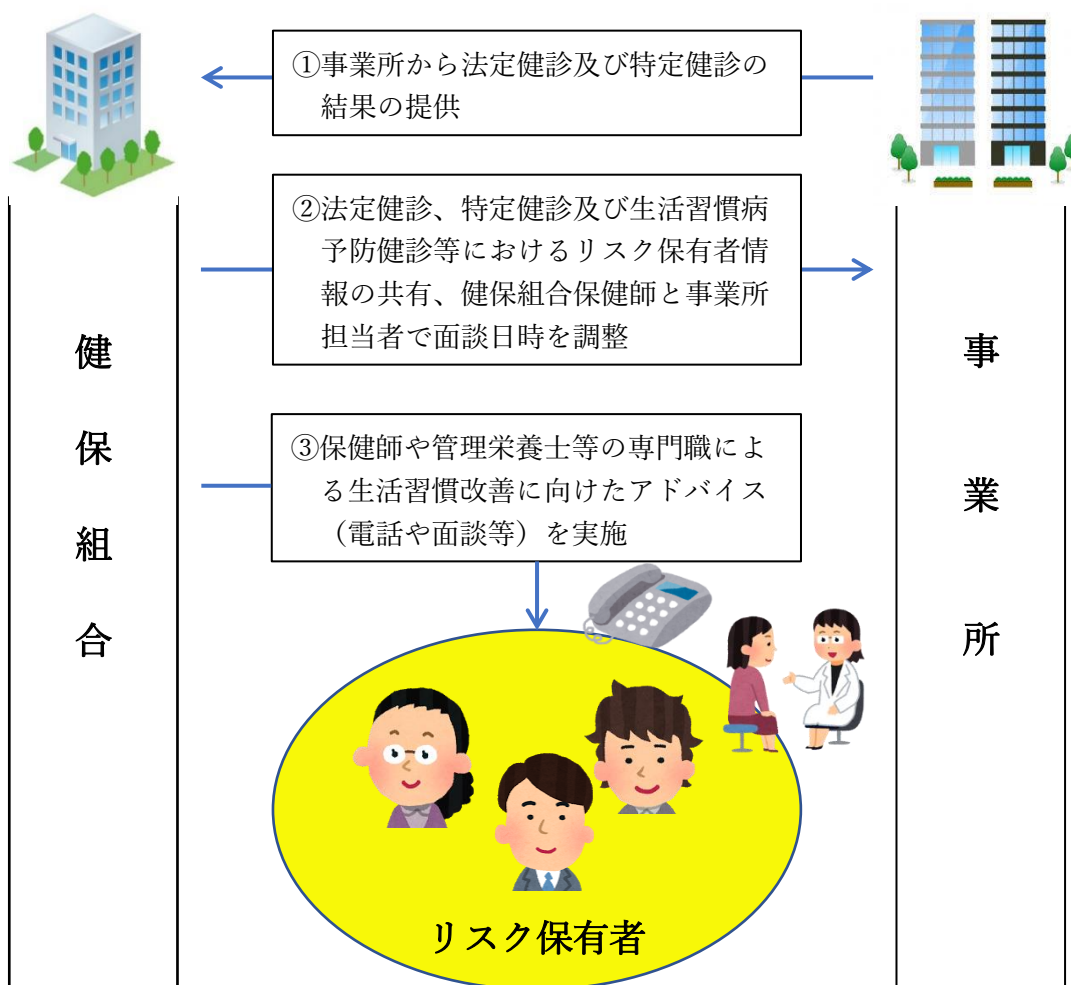 ①事業所から法定健診及び特定健診の
結果の提供
②法定健診、特定健診及び生活習慣病
予防健診等におけるリスク保有者情
報の共有、健保組合保健師と事業所
担当者で面談日時を調整
健保組合
事業所
③保健師や管理栄養士等の専門職によ
る生活習慣改善に向けたアドバイス
（電話や面談等）を実施
リスク保有者